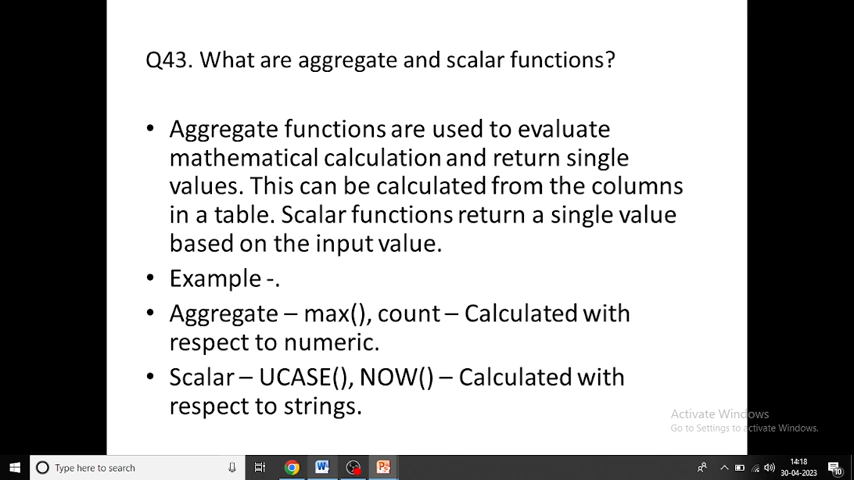 Q43. What are aggregate and scalar functions?
• Aggregate functions are used to evaluate
mathematical calculation and return single
values. This can be calculated from the columns
in a table. Scalar functions return a single value
based on the input value.
• Example -.
• Aggregate – max(), count – Calculated with
respect to numeric.
• Scalar – UCASE(), NOW() – Calculated with
respect to strings.
Activate Windows
Go to Settings to activate Windows.
Type here to search
14:18
30-04-2023
10